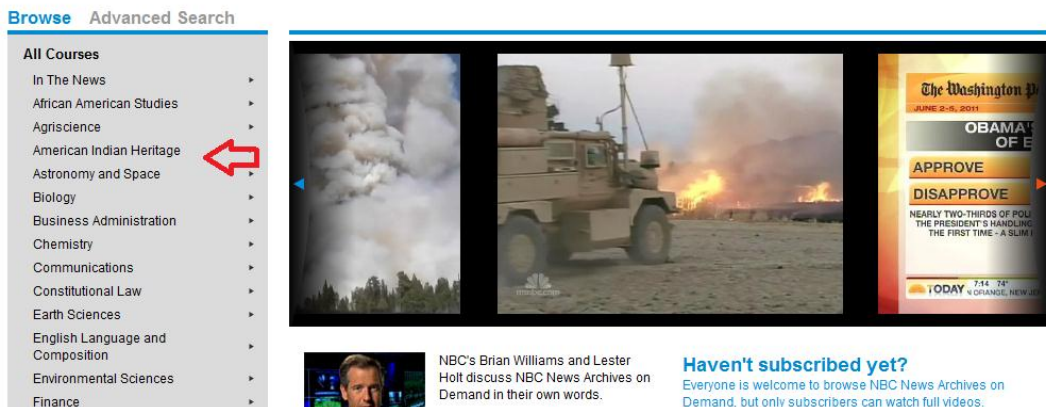 Browse Advanced Search
All Courses
In The News
African American Studies
Agriscience
American Indian Heritage
Astronomy and Space
Biology
Business Administration
Chemistry
Communications
Constitutional Law
Earth Sciences
English Language and
Composition
Environmental Sciences
Finance
The Washington
JUNE 2-5, 2011
OBAMA'S
OF
APPROVE
DISAPPROVE
NEARLY TWO-THIRDS OF
THE PRESIDENT'S HANDLING
THE FIRST TIME - A SLIM
TODAY 7:14 74°
ORANGE, NEW
NBC's Brian Williams and Lester
Holt discuss NBC News Archives on
Demand in their own words.
Haven't subscribed yet?
Everyone is welcome to browse NBC News Archives on
Demand, but only subscribers can watch full videos.